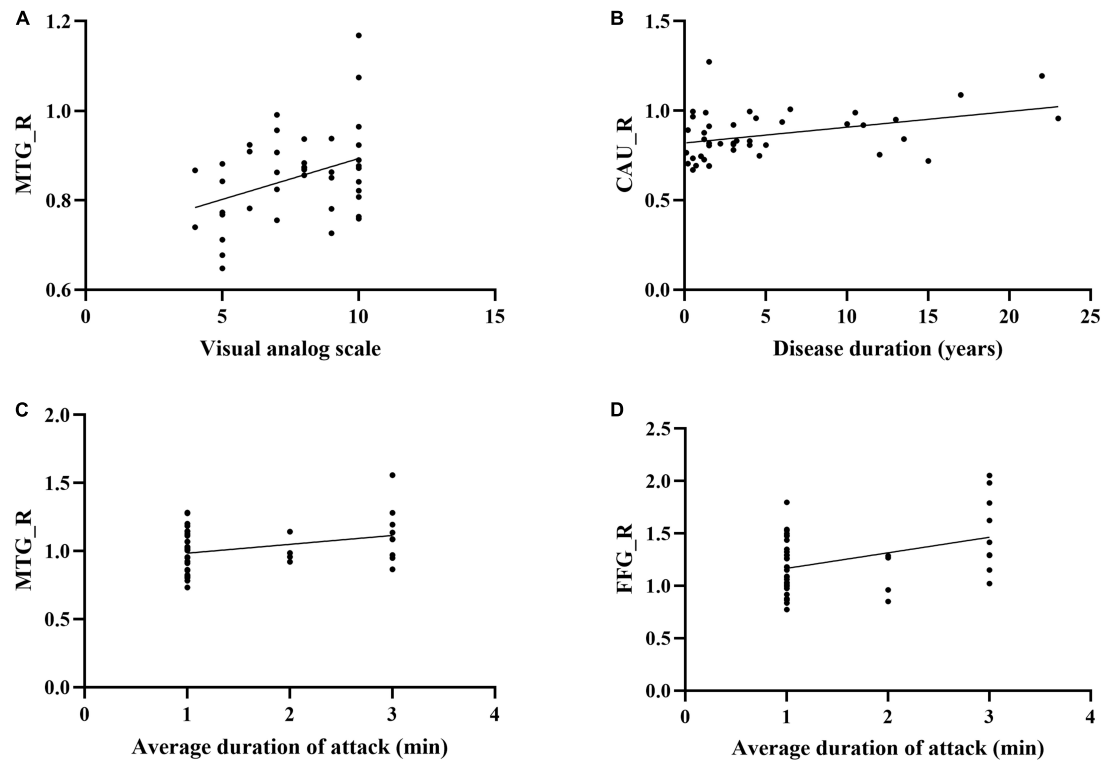 A
MTG_R
1.2
1.0
0.8
0.6
0 5 10 15
Visual analog scale
B
CAU_R
1.5
1.0
0.5
0.0
0 5 10 15 20 25
Disease duration (years)
C
MTG_R
2.0
1.5
1.0
0.5
0.0
0 1 2 3 4
Average duration of attack (min)
D
FFG_R
2.5
2.0
1.5
1.0
0.5
0.0
0 1 2 3 4
Average duration of attack (min)